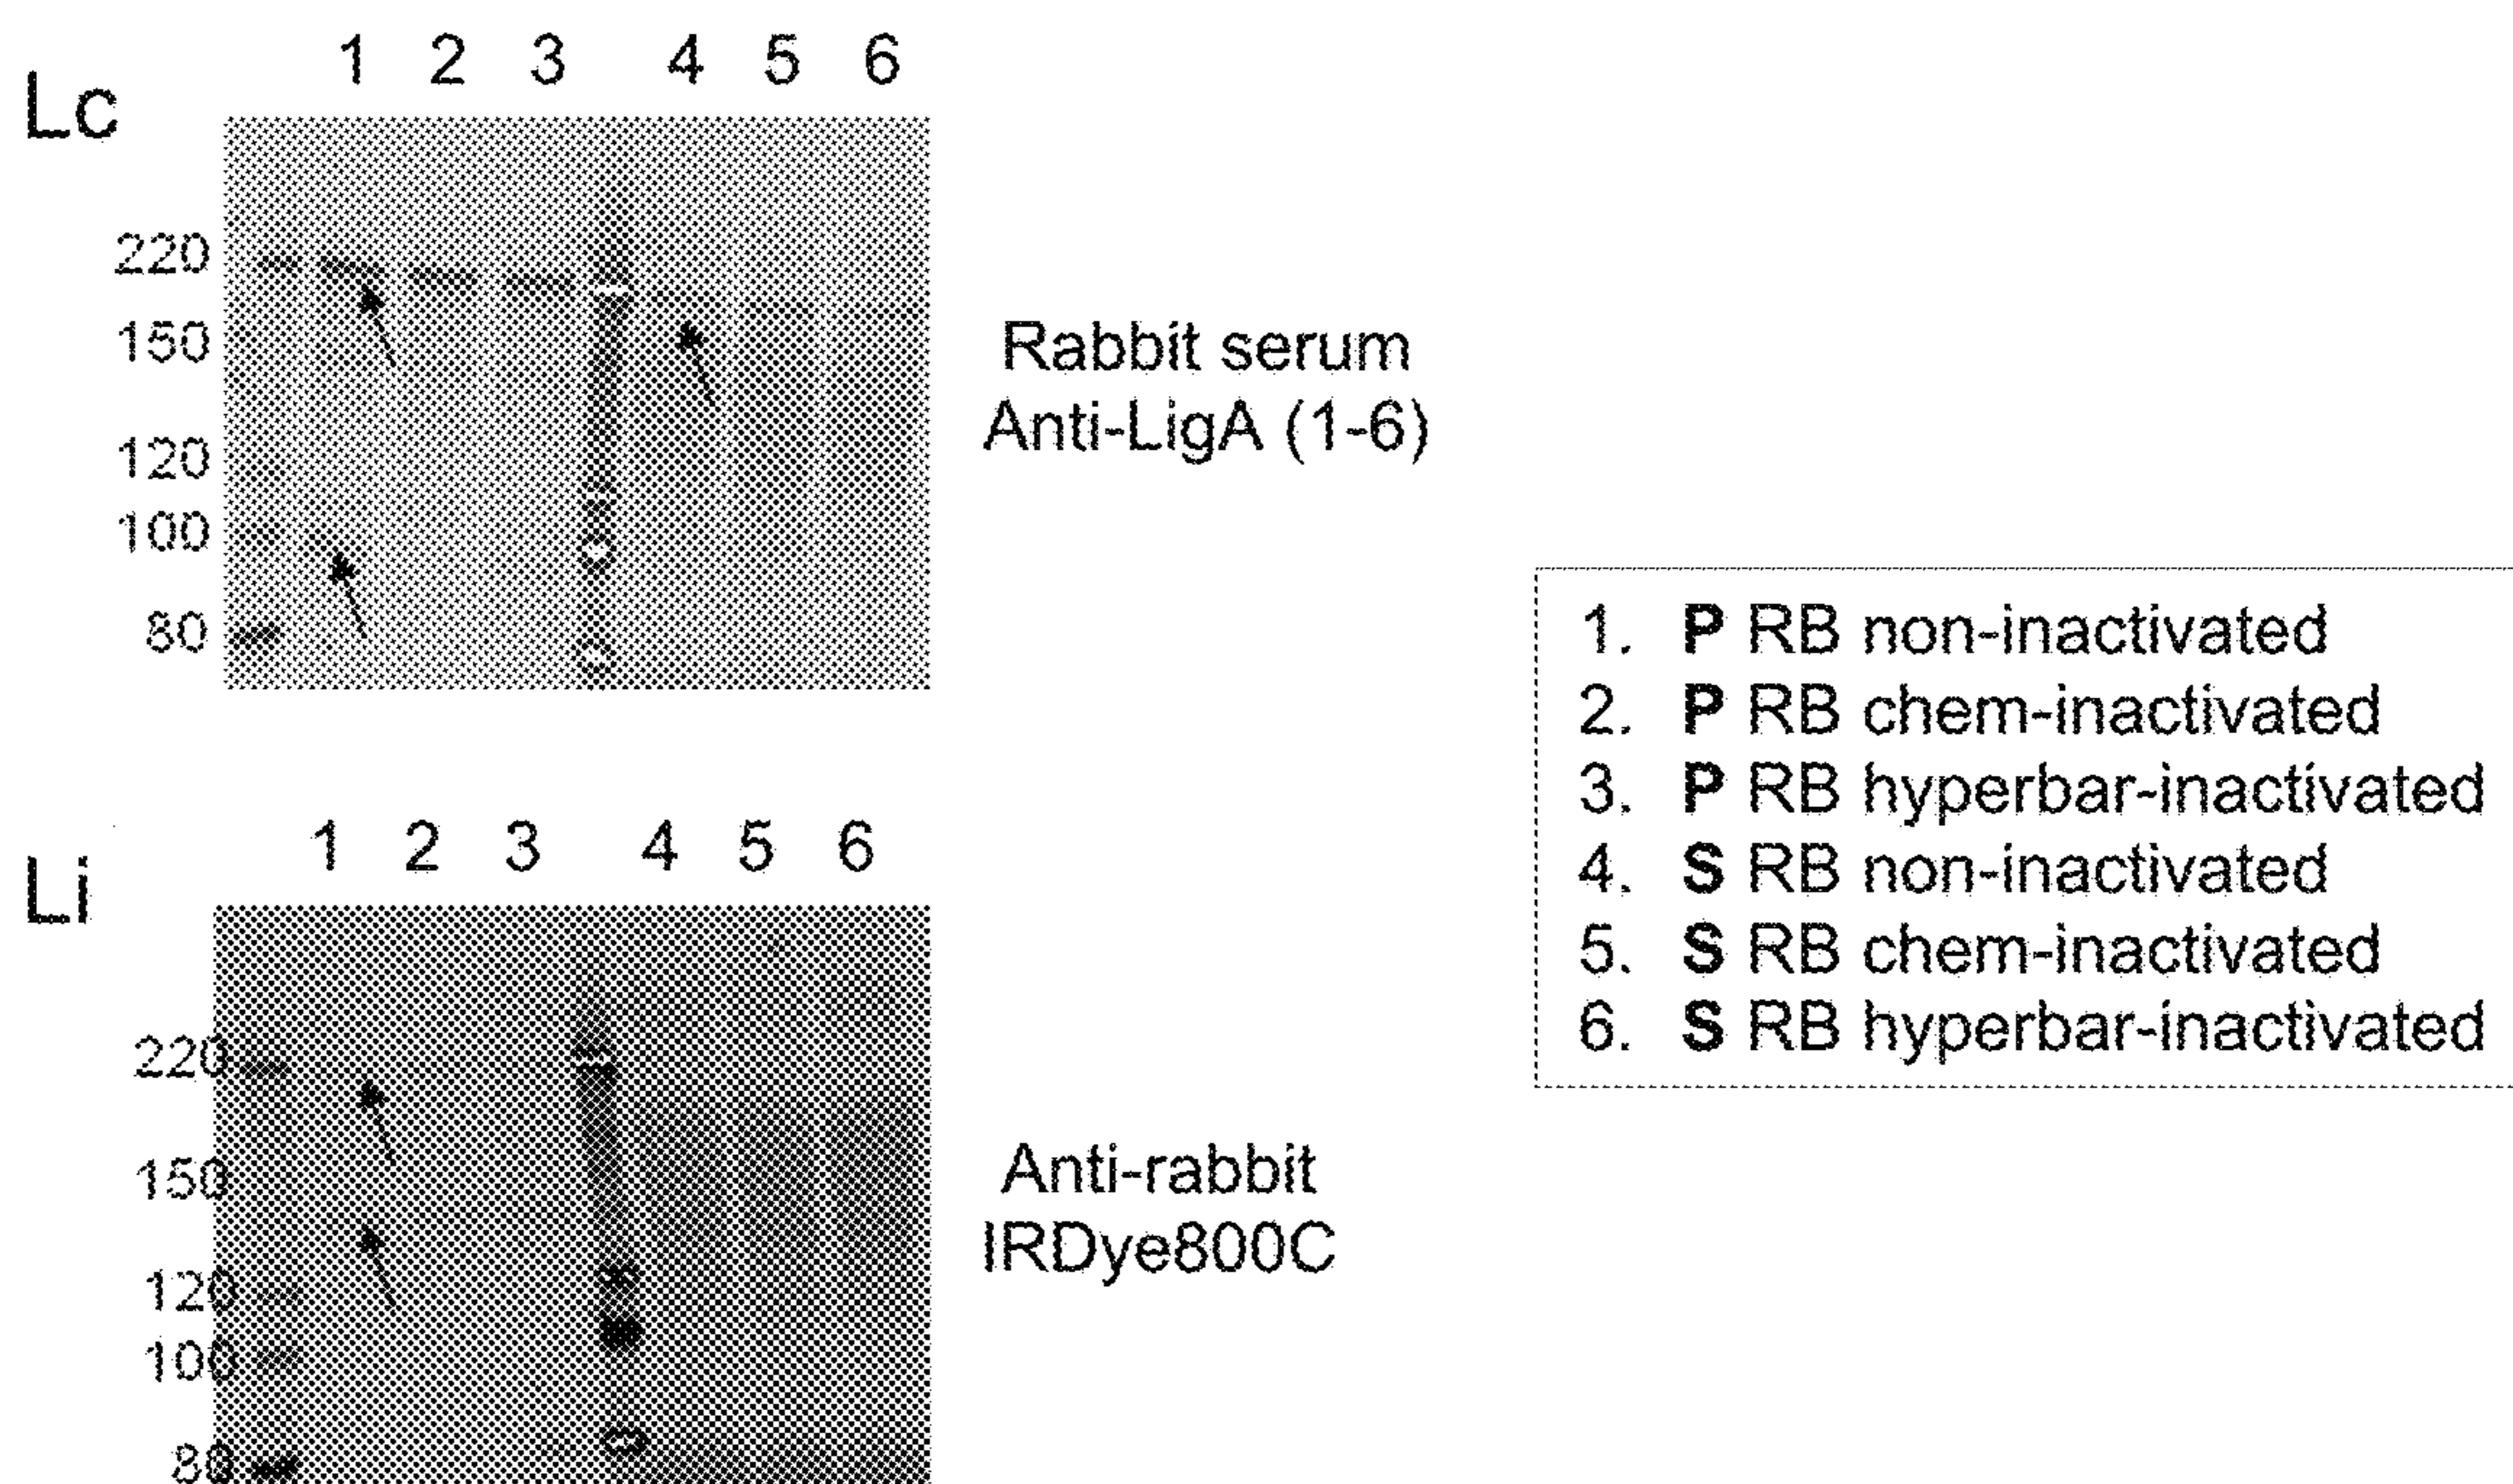 1 2 3 4 5 6
Lc
220
150
120
100
80
Rabbit serum
Anti-LigA (1-6)
1. P RB non-inactivated
2. P RB chem-inactivated
3. P RB hyperbar-inactivated
4. S RB non-inactivated
5. S RB chem-inactivated
6. S RB hyperbar-inactivated
1 2 3 4 5 6
Li
220
150
120
100
80
Anti-rabbit
IRDye800C